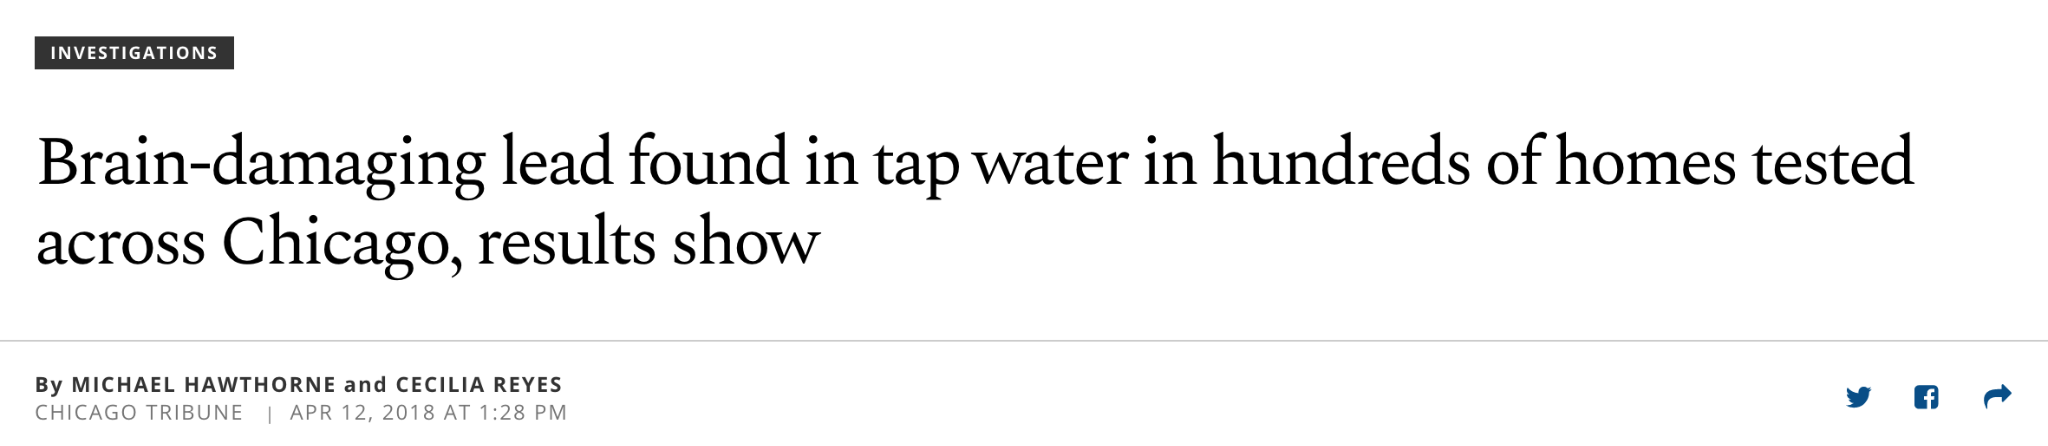 INVESTIGATIONS
Brain-damaging lead found in tap water in hundreds of homes tested
across Chicago, results show
By MICHAEL HAWTHORNE and CECILIA REYES
CHICAGO TRIBUNE | APR 12, 2018 AT 1:28 PM